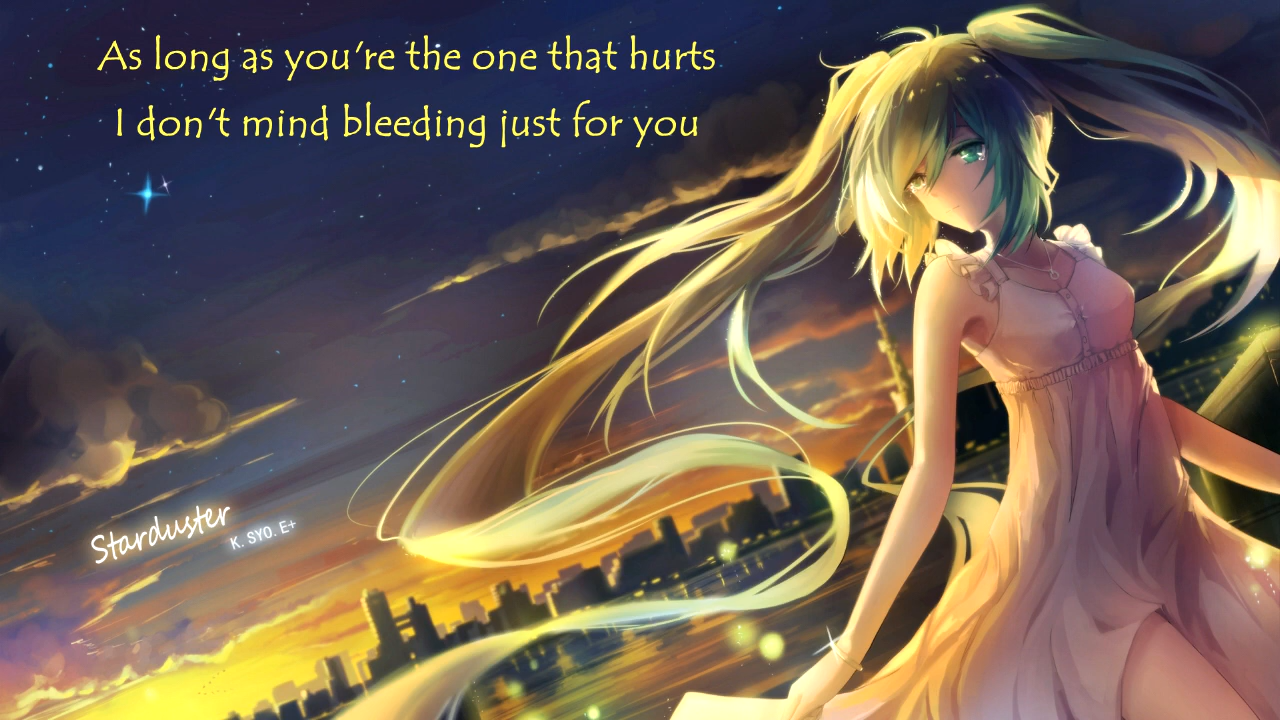 As long as you're the one that hurts
I don't mind bleeding just for you
Starduster
K. SYO. E+